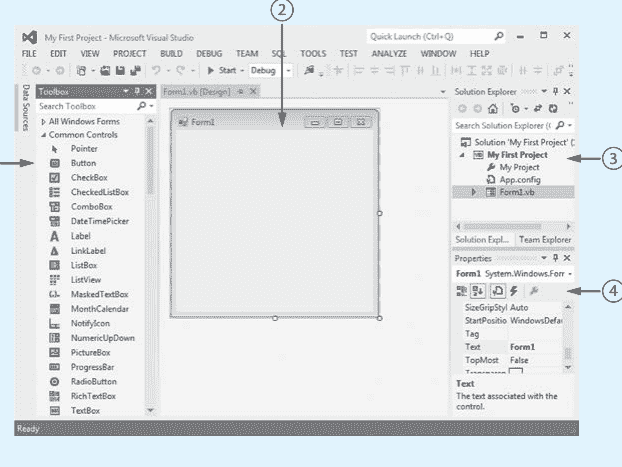 2
My First Project - Microsoft Visual Studio
Quick Launch (Ctrl+Q)
FILE EDIT VIEW PROJECT BUILD DEBUG TEAM SQL TOOLS TEST ANALYZE WINDOW HELP
Start Debug
Data Sources
Toolbox
Search Toolbox
All Windows Forms
Common Controls
Pointer
Button
CheckBox
CheckedListBox
ComboBox
DateTimePicker
Label
LinkLabel
ListBox
ListView
MaskedTextBox
MonthCalendar
NotifyIcon
NumericUpDown
PictureBox
ProgressBar
RadioButton
RichTextBox
TextBox
Form1.vb [Design]
Form1
Solution Explorer
Search Solution Explorer (
Solution 'My First Project' (
My First Project
My Project
App.config
Form1.vb
3
Solution Expl... Team Explorer
Properties
Form1 System.Windows.Forr
4
SizeGripStyl Auto
StartPositio WindowsDefau
Tag
Text Form1
TopMost False
Text
The text associated with the
control.
Ready